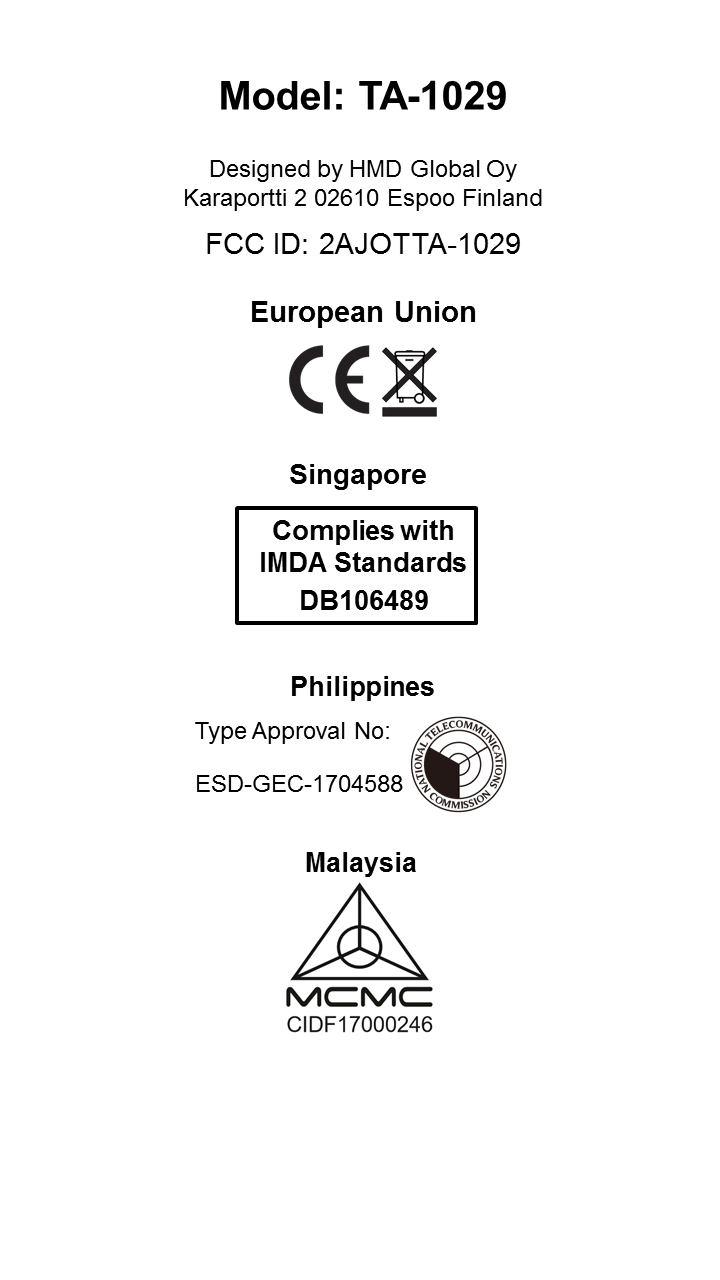 Model: TA-1029
Designed by HMD Global Oy
Karaportti 2 02610 Espoo Finland
FCC ID: 2AJOTTA-1029
European Union
CE
Singapore
Complies with
IMDA Standards
DB106489
Philippines
Type Approval No:
ESD-GEC-1704588
NATIONAL TELECOMMUNICATIONS COMMISSION
Malaysia
MCMC
CIDF17000246